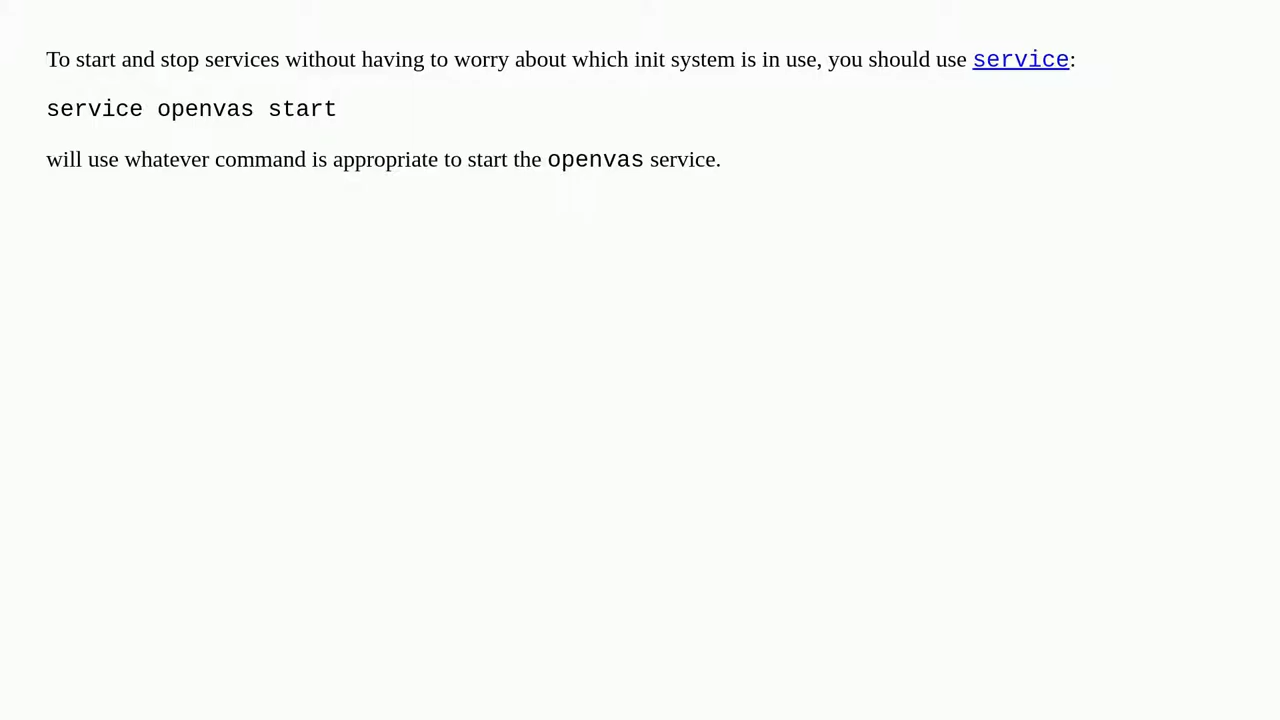 To start and stop services without having to worry about which init system is in use, you should use service:
service openvas start
will use whatever command is appropriate to start the openvas service.